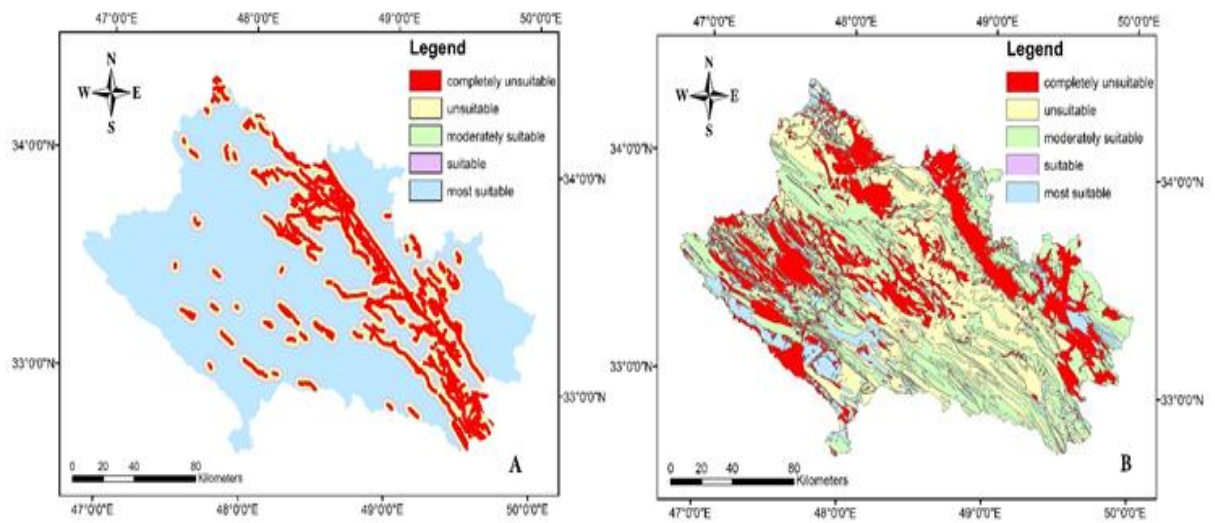 47°0'0"E 48°0'0"E 49°0'0"E 50°0'0"E
N
W E
S
Legend
completely unsuitable
unsuitable
moderately suitable
suitable
most suitable
34°0'0"N
34°0'0"N
33°0'0"N
33°0'0"N
0 20 40 80
Kilometers
A
47°0'0"E 48°0'0"E 49°0'0"E 50°0'0"E
47°0'0"E 48°0'0"E 49°0'0"E 50°0'0"E
N
W E
S
Legend
completely unsuitable
unsuitable
moderately suitable
suitable
most suitable
34°0'0"N
34°0'0"N
33°0'0"N
33°0'0"N
0 20 40 80
Kilometers
B
47°0'0"E 48°0'0"E 49°0'0"E 50°0'0"E